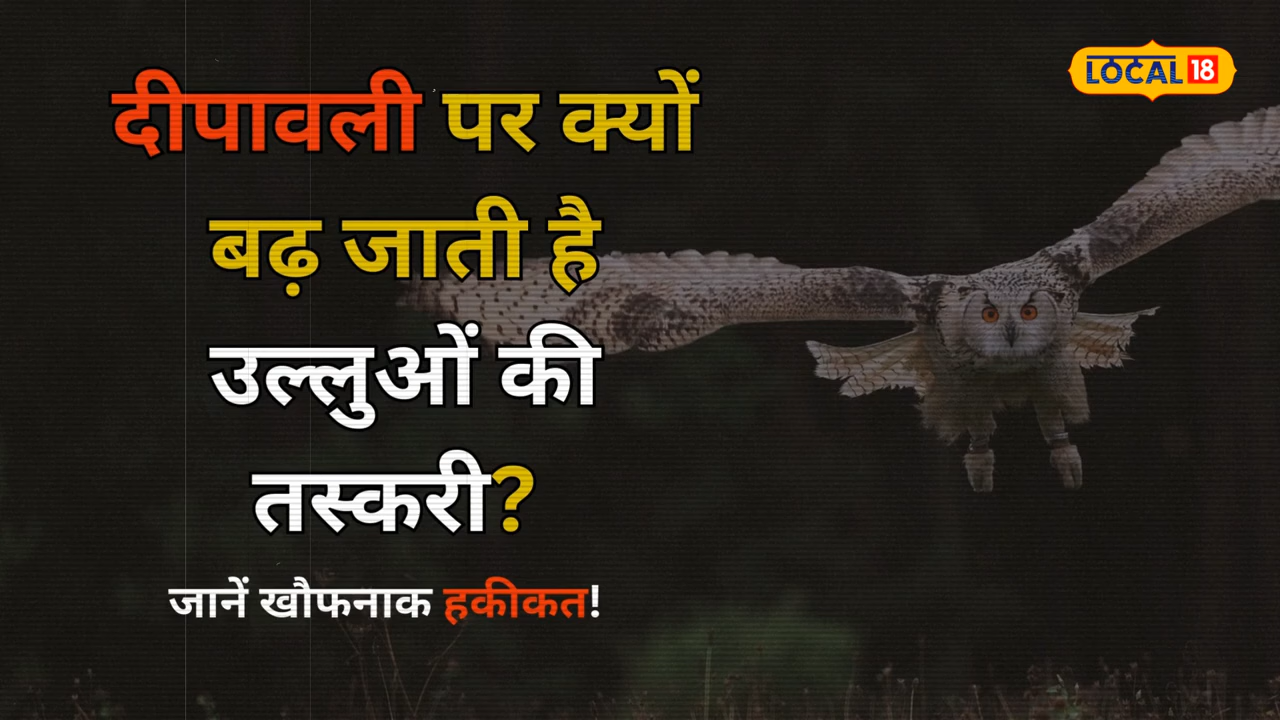 दीपावली पर क्यों
बढ़ जाती है
उल्लुओं की
तस्करी?
जानें खौफनाक हकीकत!
LOCAL 18